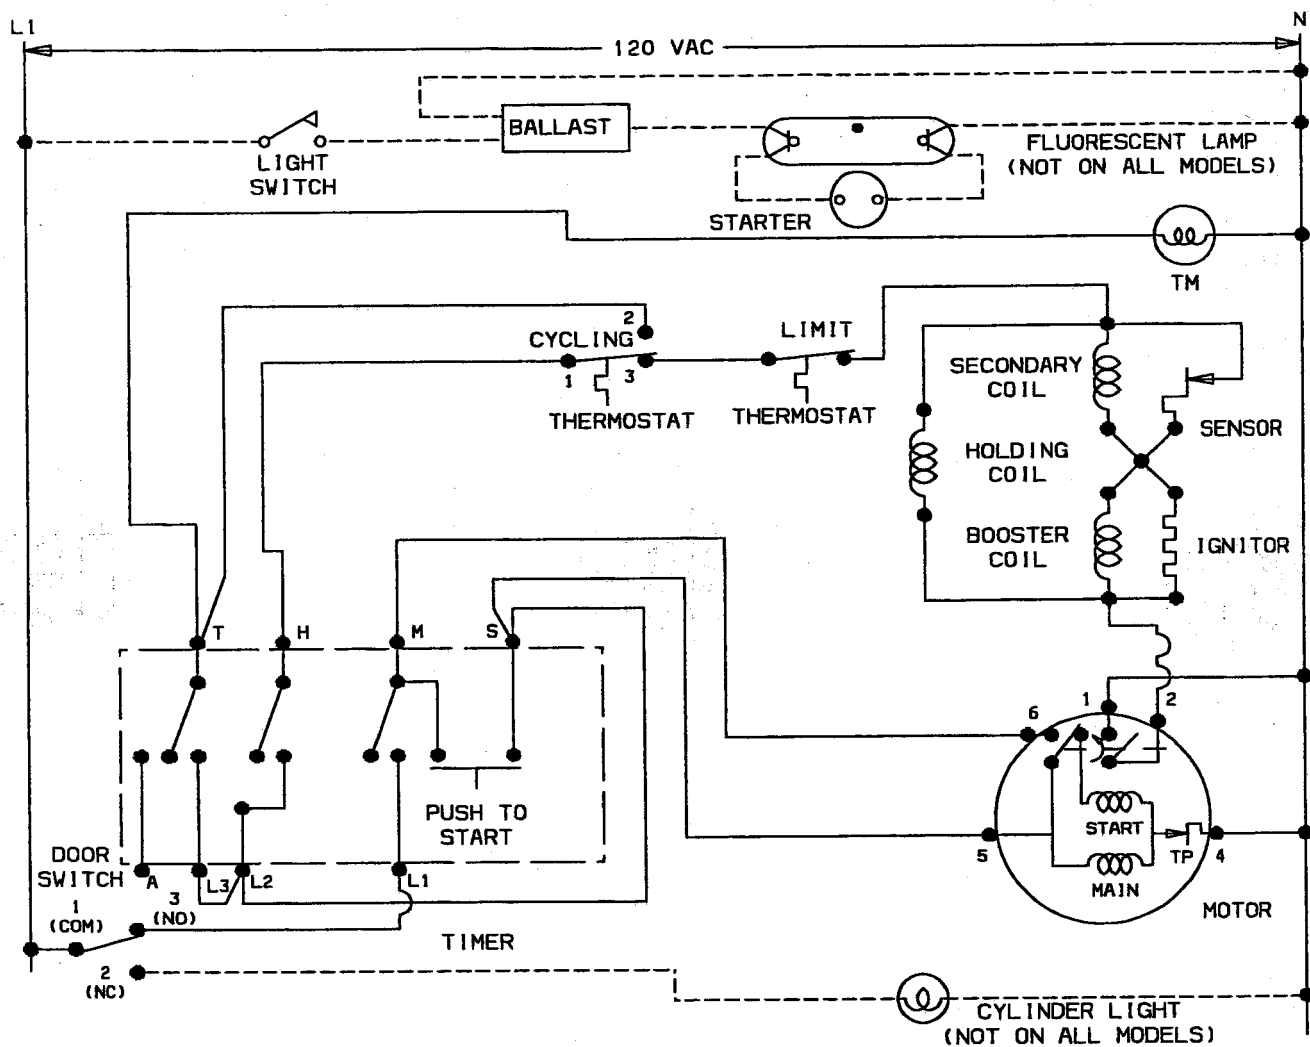 L1
N
120 VAC
BALLAST
LIGHT
SWITCH
FLUORESCENT LAMP
(NOT ON ALL MODELS)
STARTER
TM
2
CYCLING
1
3
THERMOSTAT
LIMIT
THERMOSTAT
SECONDARY
COIL
SENSOR
HOLDING
COIL
BOOSTER
COIL
IGNITOR
T
H
M
S
PUSH TO
START
6
1
2
START
5
TP
4
MAIN
MOTOR
DOOR
SWITCH
A
L3
L2
L1
1
(COM)
3
(NO)
TIMER
2
(NC)
CYLINDER LIGHT
(NOT ON ALL MODELS)